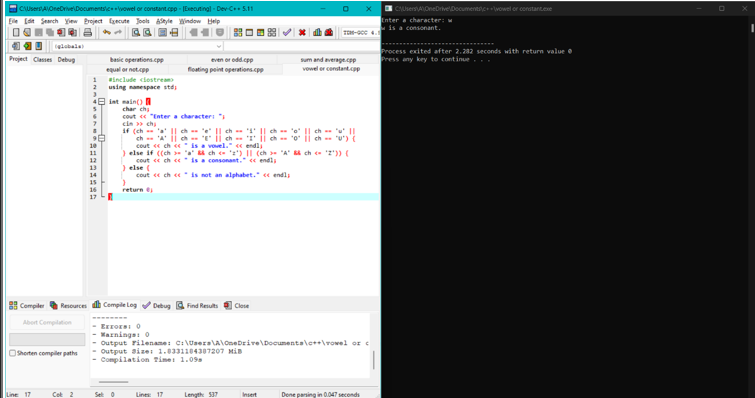 C:\Users\A\OneDrive\Documents\c++\vowel or constant.cpp - [Executing] - Dev-C++ 5.11
File Edit Search View Project Execute Tools AStyle Window Help
TDM-GCC 4.
(globals)
Project Classes Debug
basic operations.cpp even or odd.cpp sum and average.cpp
equal or not.cpp floating point operations.cpp vowel or constant.cpp
1 #include <iostream>
2 using namespace std;
3
4 int main() {
5 char ch;
6 cout << "Enter a character: ";
7 cin >> ch;
8 if (ch == 'a' || ch == 'e' || ch == 'i' || ch == 'o' || ch == 'u' ||
9 ch == 'A' || ch == 'E' || ch == 'I' || ch == 'O' || ch == 'U') {
10 cout << ch << " is a vowel." << endl;
11 } else if ((ch >= 'a' && ch <= 'z') || (ch >= 'A' && ch <= 'Z')) {
12 cout << ch << " is a consonant." << endl;
13 } else {
14 cout << ch << " is not an alphabet." << endl;
15 }
16 return 0;
17 }
Compiler Resources Compile Log Debug Find Results Close
Abort Compilation
Shorten compiler paths
--------
- Errors: 0
- Warnings: 0
- Output Filename: C:\Users\A\OneDrive\Documents\c++\vowel or c
- Output Size: 1.8331184387207 MiB
- Compilation Time: 1.09s
Line: 17 Col: 2 Sel: 0 Lines: 17 Length: 537 Insert Done parsing in 0.047 seconds
C:\Users\A\OneDrive\Documents\c++\vowel or constant.exe
Enter a character: w
w is a consonant.
--------------------------------
Process exited after 2.282 seconds with return value 0
Press any key to continue . . .